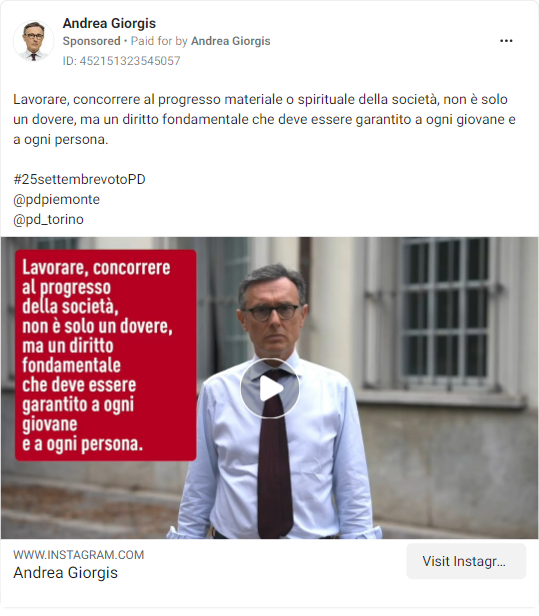 Andrea Giorgis
Sponsored • Paid for by Andrea Giorgis
ID: 452151323545057
Lavorare, concorrere al progresso materiale o spirituale della società, non è solo
un dovere, ma un diritto fondamentale che deve essere garantito a ogni giovane e
a ogni persona.
#25settembrevotoPD
@pdpiemonte
@pd_torino
Lavorare, concorrere
al progresso
della società,
non è solo un dovere,
ma un diritto
fondamentale
che deve essere
garantito a ogni
giovane
e a ogni persona.
WWW.INSTAGRAM.COM
Andrea Giorgis
Visit Instagr...